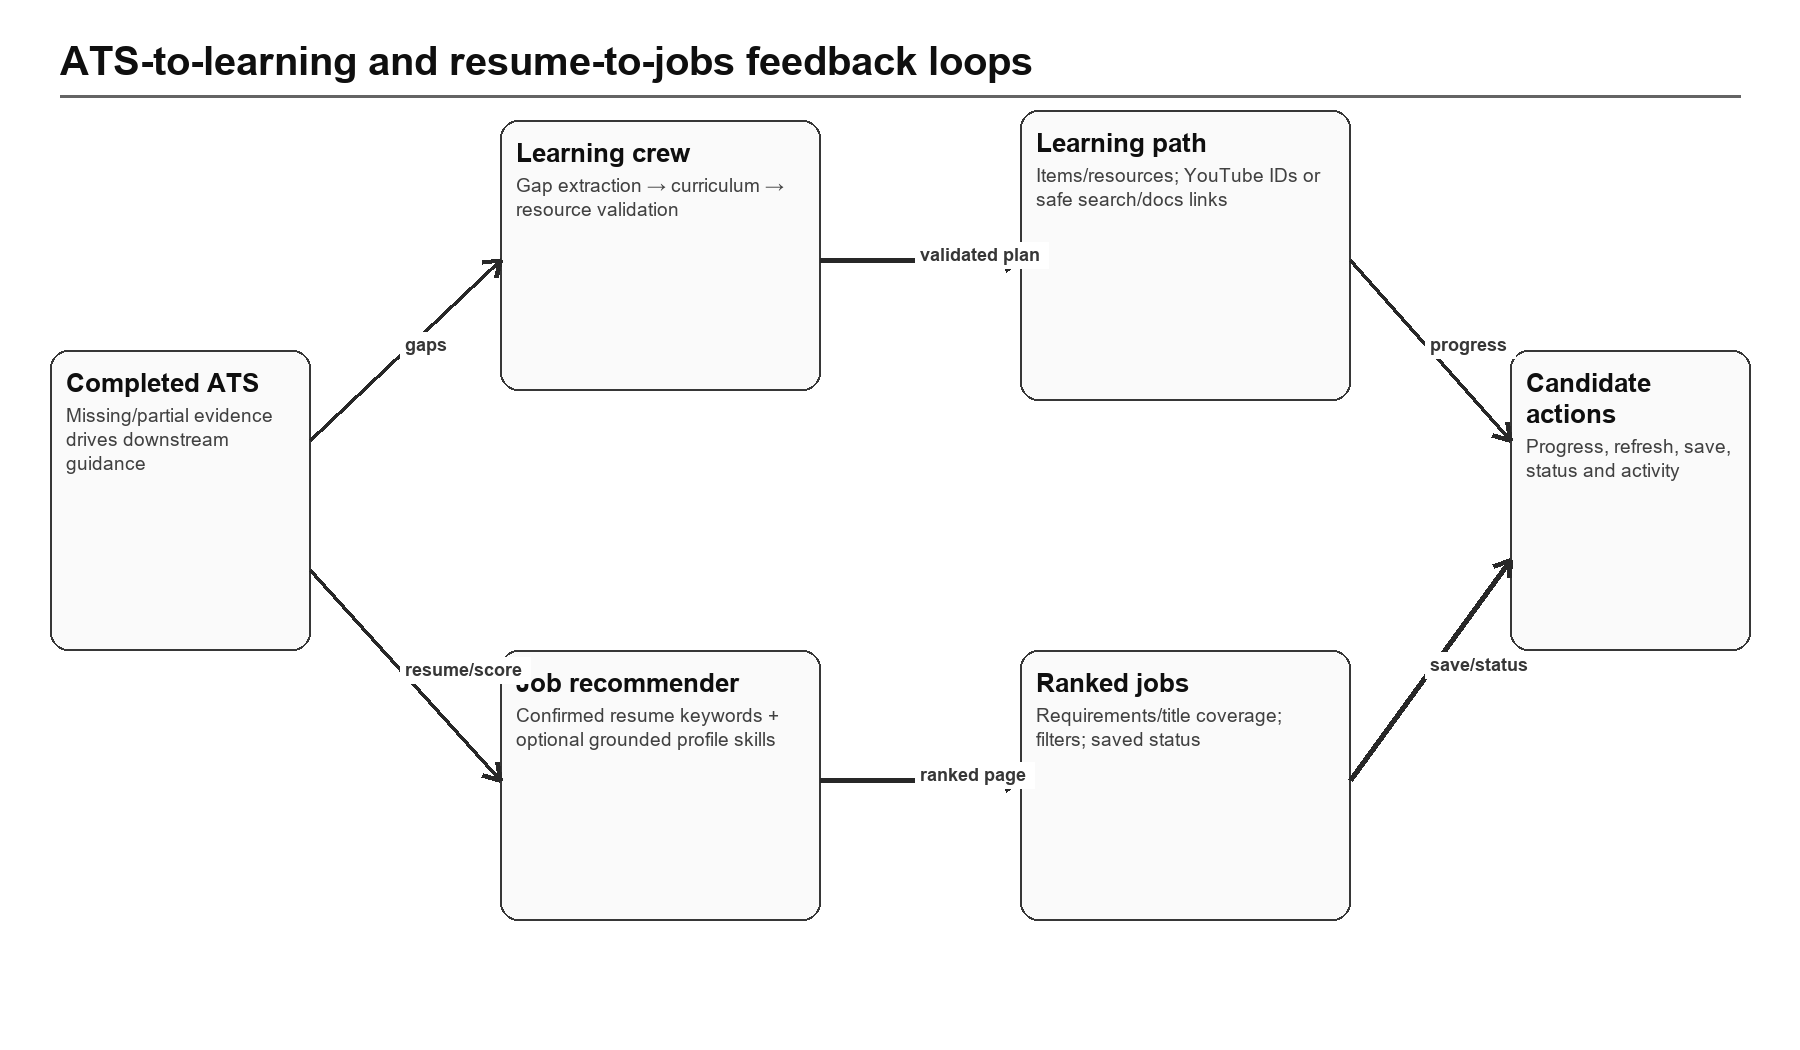 ATS-to-learning and resume-to-jobs feedback loops
Learning crew
Gap extraction → curriculum →
resource validation
Learning path
Items/resources; YouTube IDs or
safe search/docs links
validated plan
gaps
progress
Completed ATS
Missing/partial evidence
drives downstream
guidance
Candidate
actions
Progress, refresh, save,
status and activity
resume/score
Job recommender
Confirmed resume keywords +
optional grounded profile skills
Ranked jobs
Requirements/title coverage;
filters; saved status
save/status
ranked page